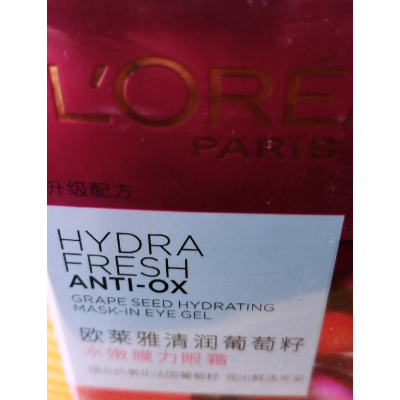 L'ORÉA
PARIS
升级配方
HYDRA
FRESH
ANTI-OX
GRAPE SEED HYDRATING
MASK-IN EYE GEL
欧莱雅清润葡萄籽
水嫩膜力眼霜